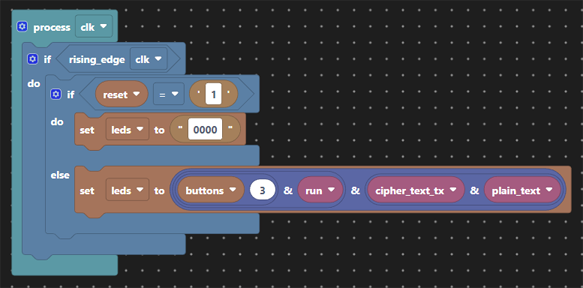 process clk
if rising_edge clk
do if reset = ' 1 '
do set leds to " 0000 "
else set leds to buttons 3 & run & cipher_text_tx & plain_text